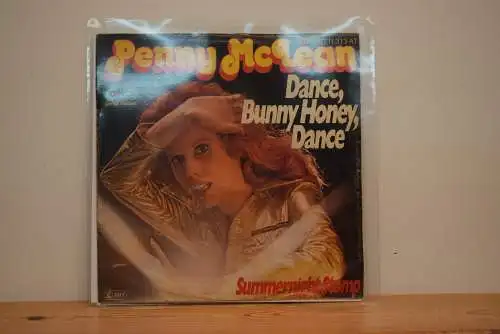 Penny McLean
Dance,
Bunny Honey,
Dance
Summernight Stomp